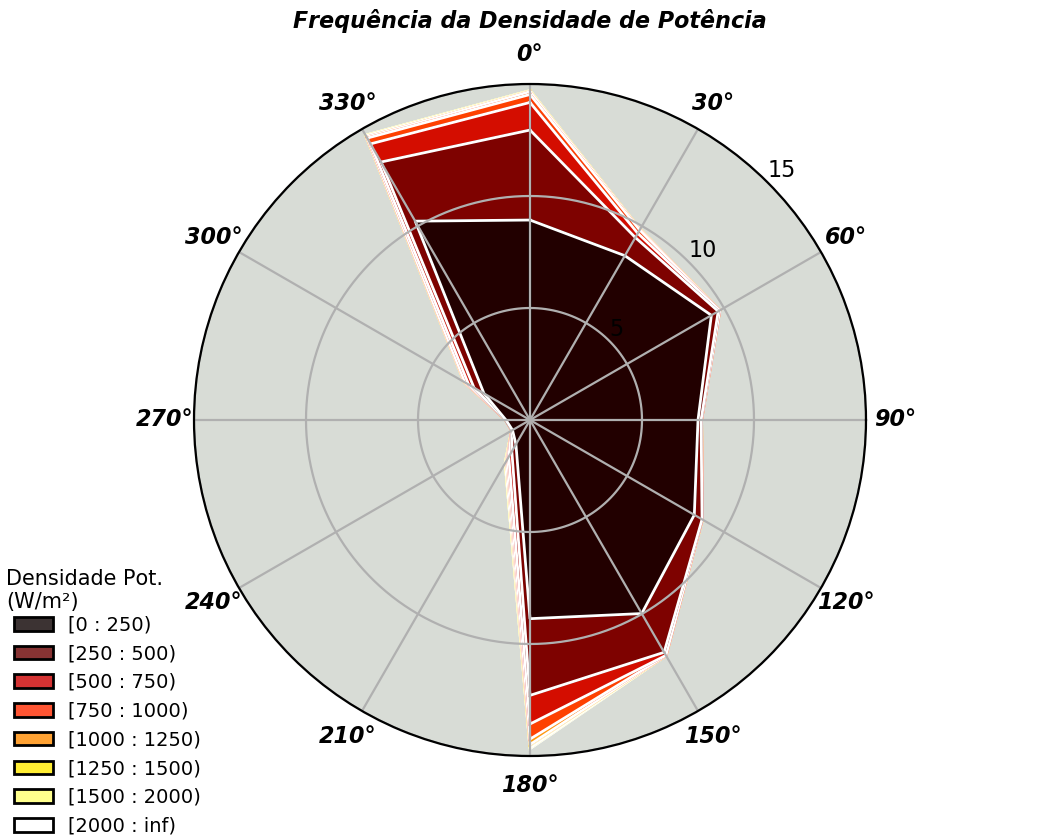 Frequência da Densidade de Potência
0°
330°
30°
15
300°
60°
10
5
270°
90°
240°
120°
210°
150°
180°
Densidade Pot.
(W/m²)
[0 : 250)
[250 : 500)
[500 : 750)
[750 : 1000)
[1000 : 1250)
[1250 : 1500)
[1500 : 2000)
[2000 : inf)